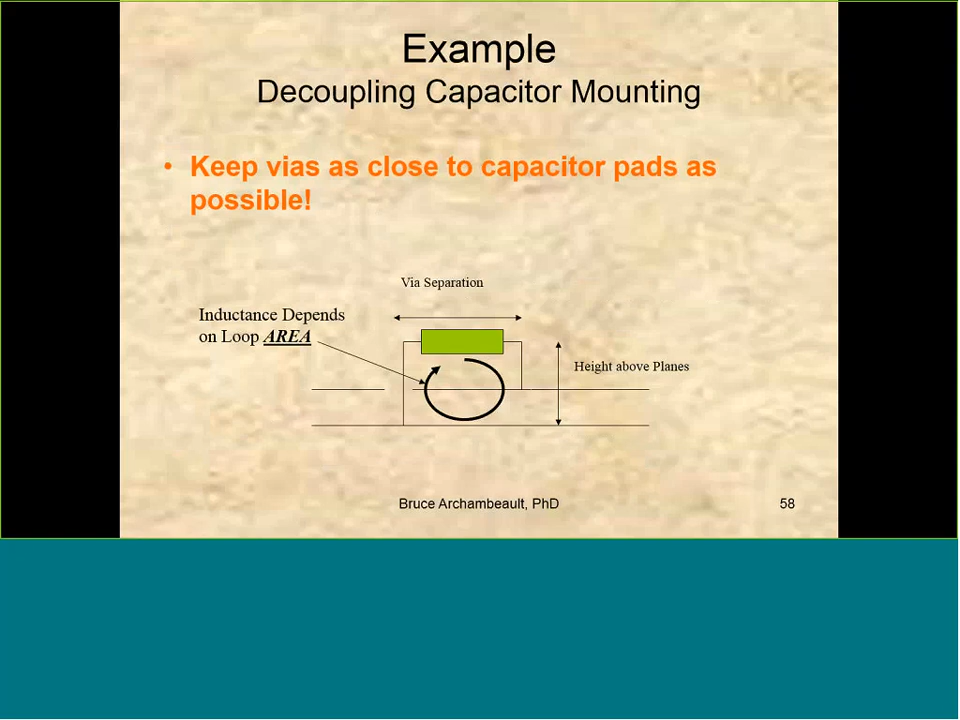 Example
Decoupling Capacitor Mounting
• Keep vias as close to capacitor pads as
possible!
Via Separation
Inductance Depends
on Loop AREA
Height above Planes
Bruce Archambeault, PhD
58